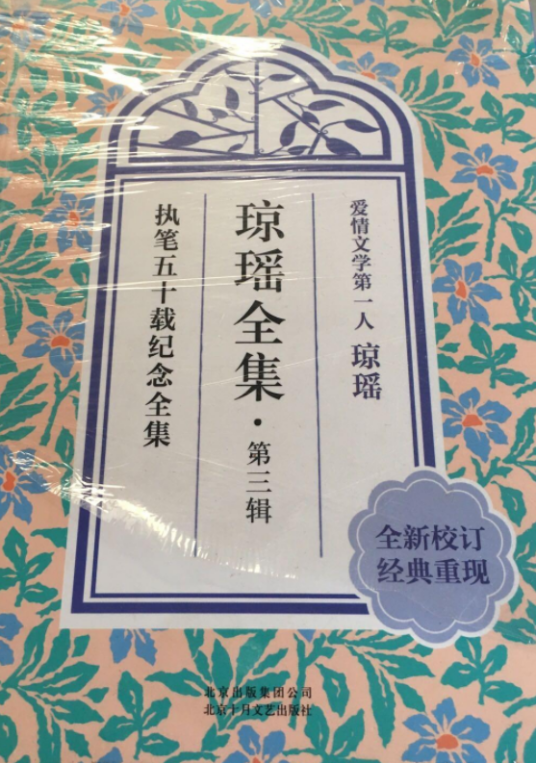 爱情文学第一人 琼瑶
琼瑶全集·第三辑
执笔五十载纪念全集
全新校订
经典重现
北京出版集团公司
北京十月文艺出版社